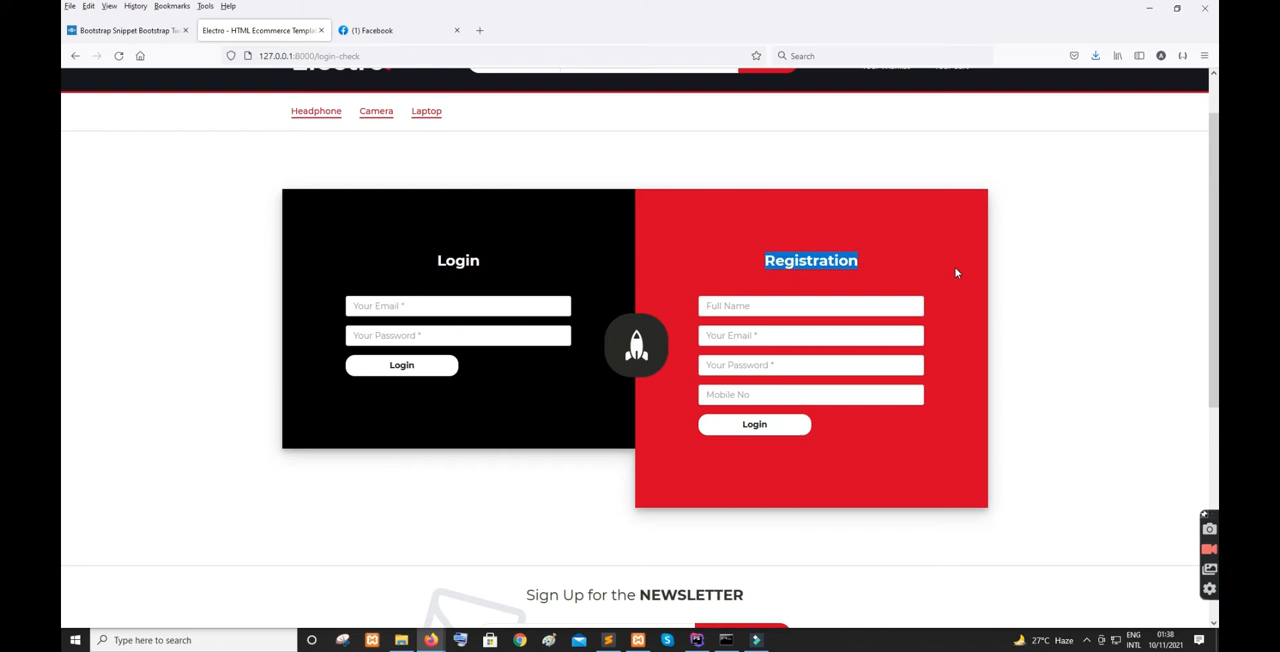 File Edit View History Bookmarks Tools Help
Bootstrap Snippet Bootstrap Te
Electro - HTML Ecommerce Templa
(1) Facebook
127.0.0.1:8000/login-check
Search
Headphone Camera Laptop
Login
Your Email *
Your Password *
Login
Registration
Full Name
Your Email *
Your Password *
Mobile No
Login
Sign Up for the NEWSLETTER
Type here to search
27°C Haze
ENG
INTL
01:38
10/11/2021